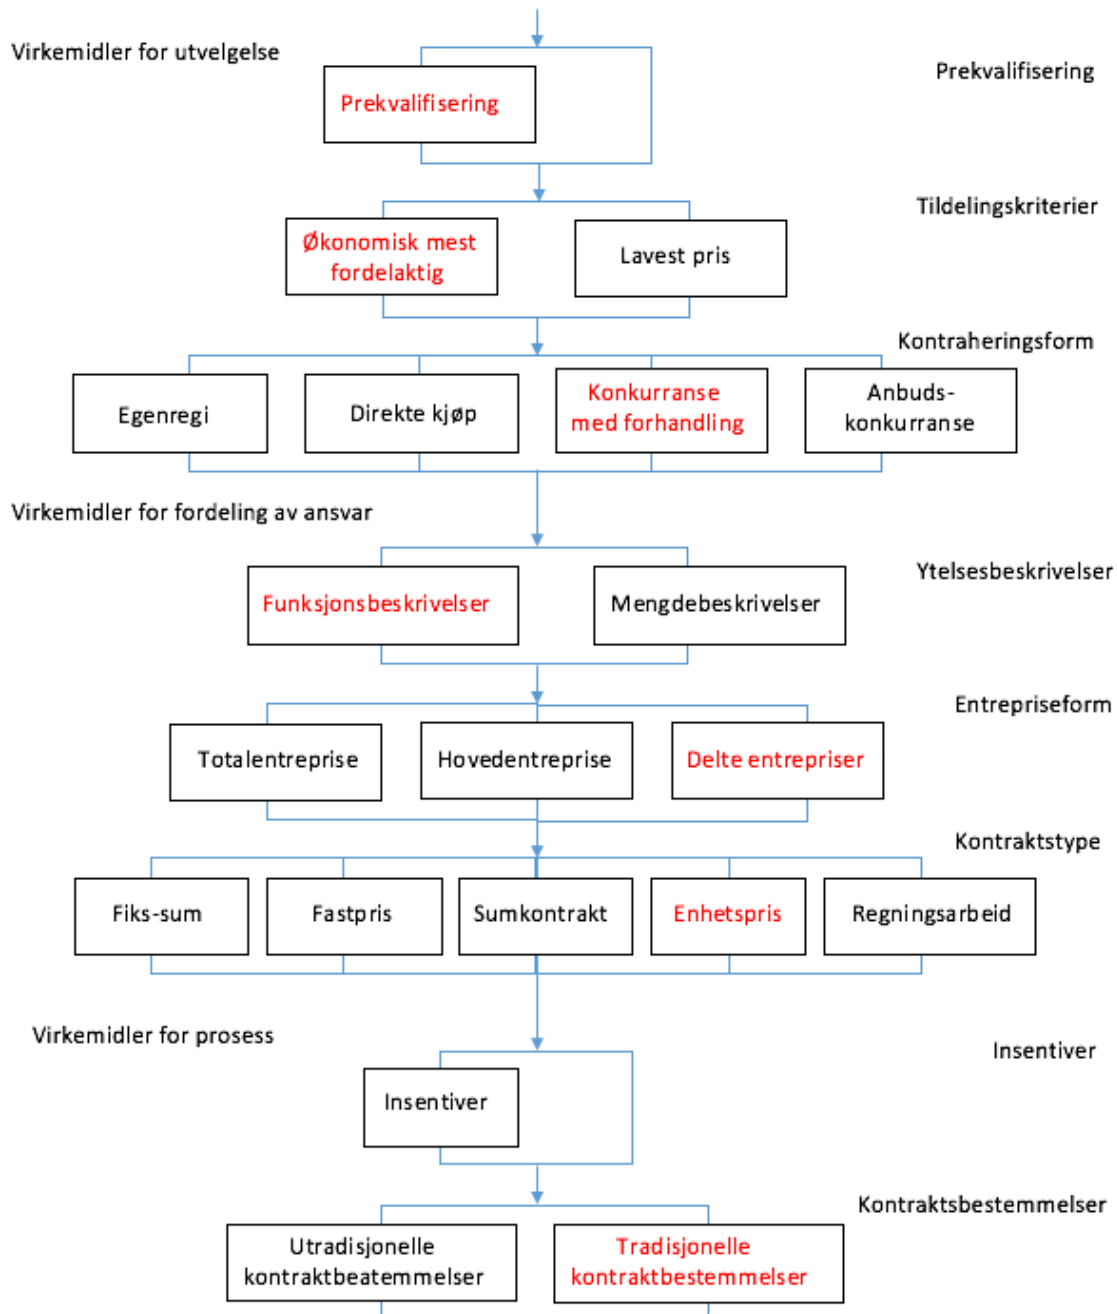 Virkemidler for utvelgelse
Prekvalifisering
Prekvalifisering
Tildelingskriterier
Økonomisk mest
fordelaktig
Lavest pris
Kontraheringsform
Egenregi
Direkte kjøp
Konkurranse
med forhandling
Anbuds-
konkurranse
Virkemidler for fordeling av ansvar
Ytelsesbeskrivelser
Funksjonsbeskrivelser
Mengdebeskrivelser
Entrepriseform
Totalentreprise
Hovedentreprise
Delte entrepriser
Kontraktstype
Fiks-sum
Fastpris
Sumkontrakt
Enhetspris
Regningsarbeid
Virkemidler for prosess
Insentiver
Insentiver
Kontraktsbestemmelser
Utradisjonelle
kontraktbeatemmelser
Tradisjonelle
kontraktbestemmelser